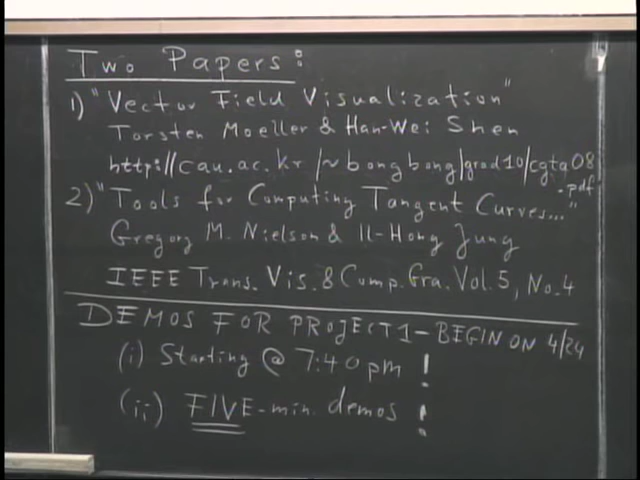 Two Papers:
1) "Vector Field Visualization"
Torsten Moeller & Han-Wei Shen
http://cau.ac.kr/~bongbong/grad10/cgta08
.pdf
2) "Tools for Computing Tangent Curves..."
Gregory M. Nielson & Il-Hong Jung
IEEE Trans. Vis. & Comp. Gra. Vol. 5, No. 4
DEMOS FOR PROJECT 1 - BEGIN ON 4/24
(i) Starting @ 7:40 pm !
(ii) FIVE-min. demos !